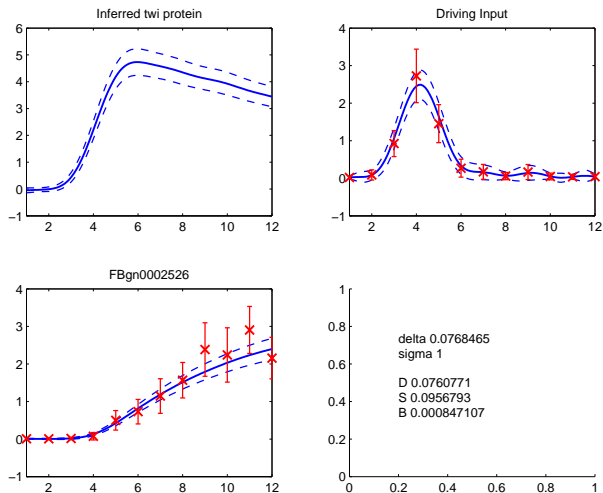 Inferred twi protein
6
5
4
3
2
1
0
−1
2 4 6 8 10 12
Driving Input
4
3
2
1
0
−1
2 4 6 8 10 12
FBgn0002526
4
3
2
1
0
−1
2 4 6 8 10 12
1
0.8
0.6
0.4
0.2
0
0 0.2 0.4 0.6 0.8 1
delta 0.0768465
sigma 1
D 0.0760771
S 0.0956793
B 0.000847107